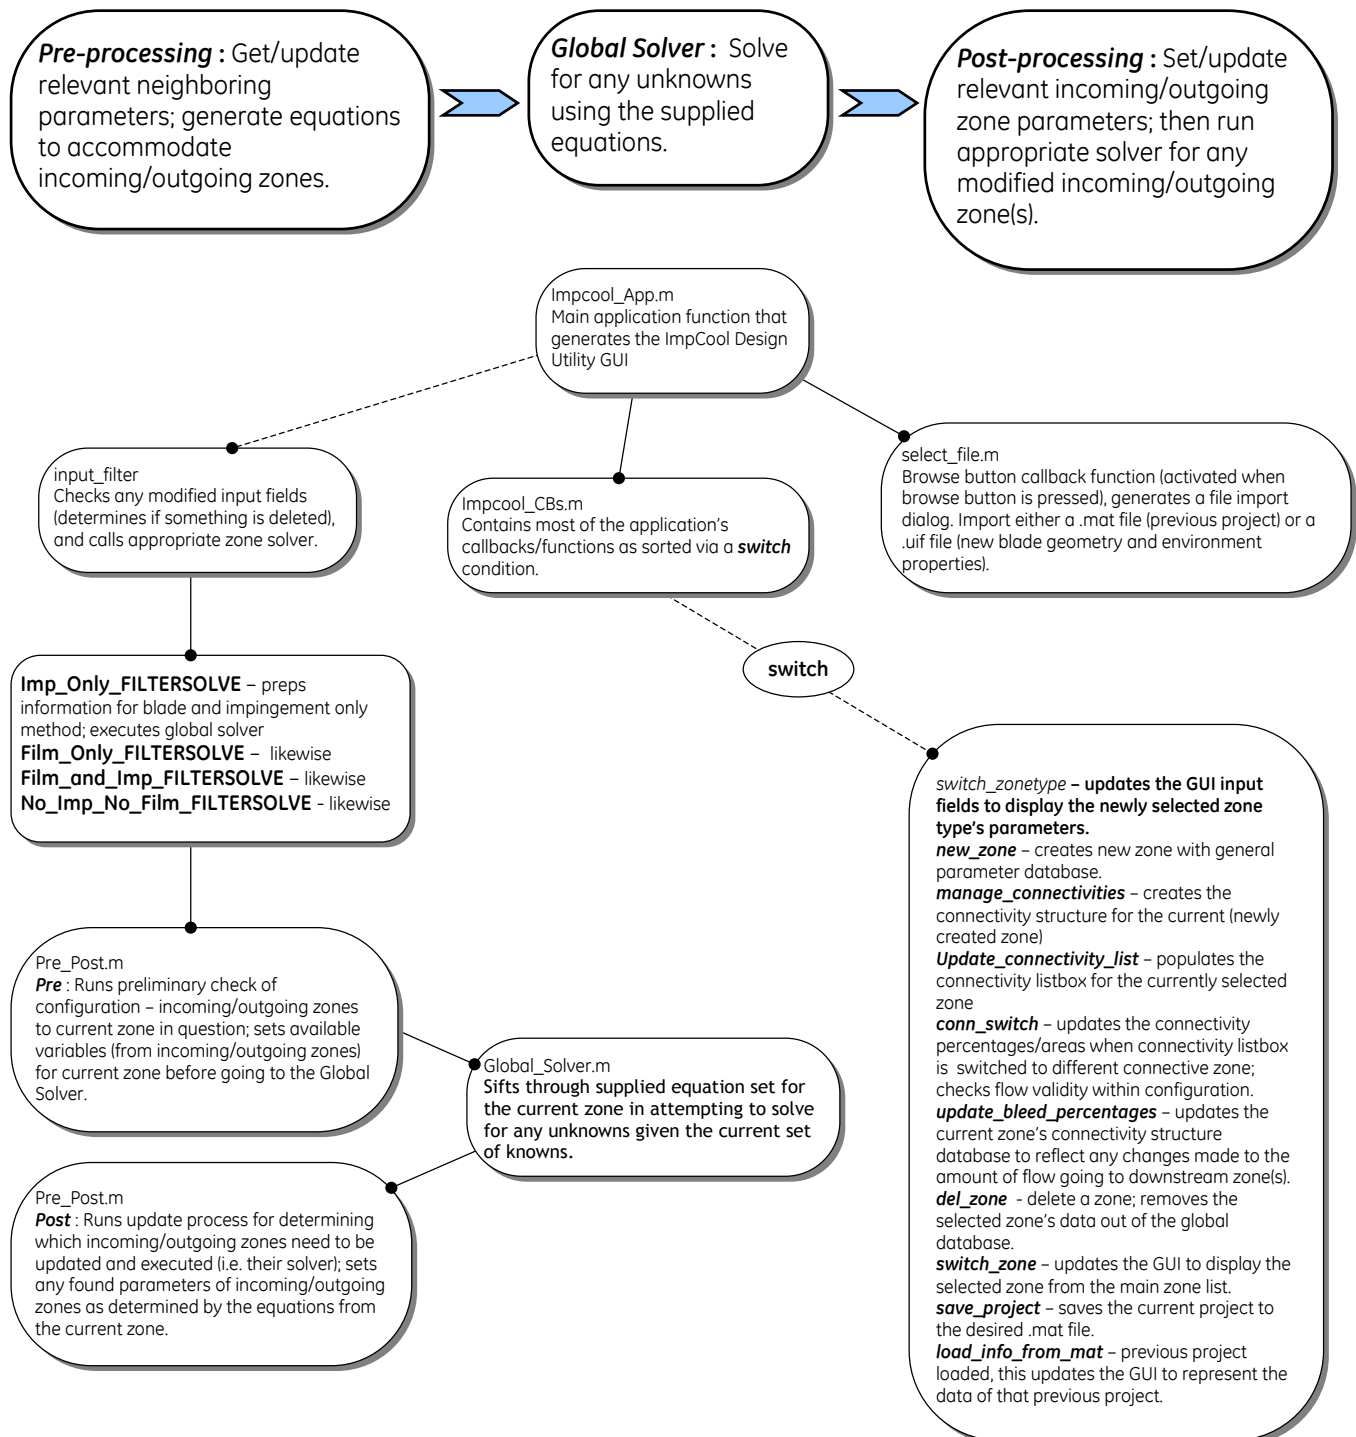 Pre-processing : Get/update
relevant neighboring
parameters; generate equations
to accommodate
incoming/outgoing zones.
Global Solver : Solve
for any unknowns
using the supplied
equations.
Post-processing : Set/update
relevant incoming/outgoing
zone parameters; then run
appropriate solver for any
modified incoming/outgoing
zone(s).
Impcool_App.m
Main application function that
generates the ImpCool Design
Utility GUI
input_filter
Checks any modified input fields
(determines if something is deleted),
and calls appropriate zone solver.
Impcool_CBs.m
Contains most of the application's
callbacks/functions as sorted via a switch
condition.
select_file.m
Browse button callback function (activated when
browse button is pressed), generates a file import
dialog. Import either a .mat file (previous project) or a
.uif file (new blade geometry and environment
properties).
switch
Imp_Only_FILTERSOLVE – preps
information for blade and impingement only
method; executes global solver
Film_Only_FILTERSOLVE – likewise
Film_and_Imp_FILTERSOLVE – likewise
No_Imp_No_Film_FILTERSOLVE - likewise
Pre_Post.m
Pre : Runs preliminary check of
configuration – incoming/outgoing zones
to current zone in question; sets available
variables (from incoming/outgoing zones)
for current zone before going to the Global
Solver.
Global_Solver.m
Sifts through supplied equation set for
the current zone in attempting to solve
for any unknowns given the current set
of knowns.
Pre_Post.m
Post : Runs update process for determining
which incoming/outgoing zones need to be
updated and executed (i.e. their solver); sets
any found parameters of incoming/outgoing
zones as determined by the equations from
the current zone.
switch_zonetype – updates the GUI input
fields to display the newly selected zone
type's parameters.
new_zone – creates new zone with general
parameter database.
manage_connectivities – creates the
connectivity structure for the current (newly
created zone)
Update_connectivity_list – populates the
connectivity listbox for the currently selected
zone
conn_switch – updates the connectivity
percentages/areas when connectivity listbox
is switched to different connective zone;
checks flow validity within configuration.
update_bleed_percentages – updates the
current zone's connectivity structure
database to reflect any changes made to the
amount of flow going to downstream zone(s).
del_zone - delete a zone; removes the
selected zone's data out of the global
database.
switch_zone – updates the GUI to display the
selected zone from the main zone list.
save_project – saves the current project to
the desired .mat file.
load_info_from_mat – previous project
loaded, this updates the GUI to represent the
data of that previous project.